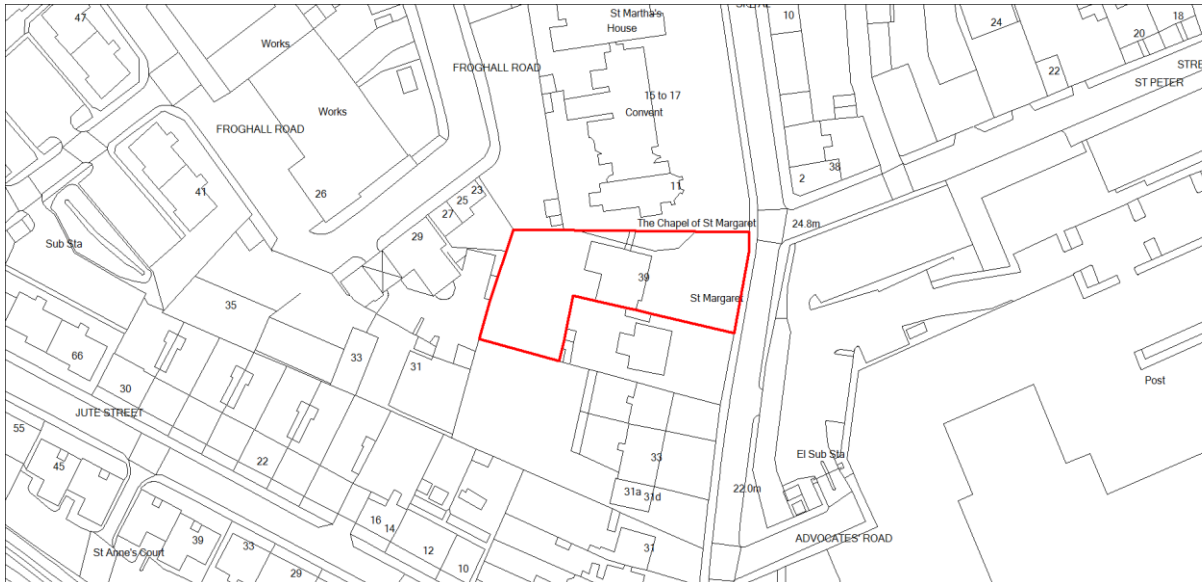 47
Works
FROGHALL ROAD
St Martha's
House
10
24
18
20
22
STRE
ST PETER
Works
FROGHALL ROAD
15 to 17
Convent
26
41
38
2
11
23
25
27
29
The Chapel of St Margaret
24.8m
Sub Sta
39
St Margaret
35
33
31
66
30
JUTE STREET
Post
55
45
22
33
El Sub Sta
31a
31d
22.0m
16
14
12
10
31
ADVOCATES' ROAD
St Anne's Court
39
33
29